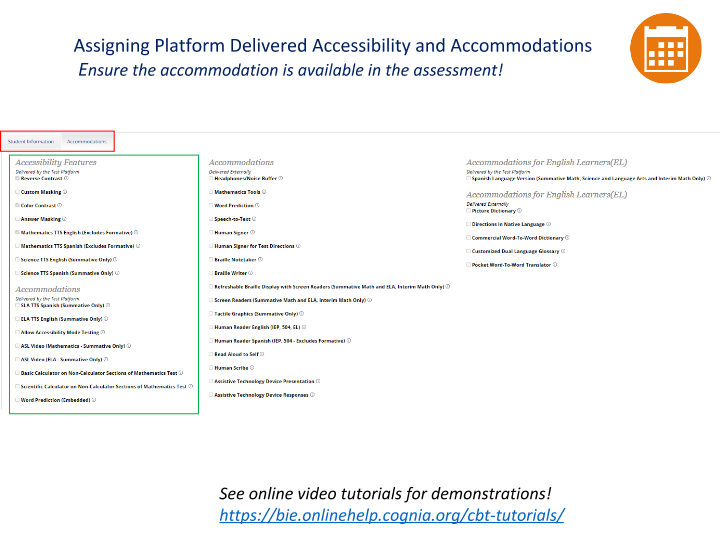 Assigning Platform Delivered Accessibility and Accommodations
Ensure the accommodation is available in the assessment!
Student Information
Accommodations
Accessibility Features
Delivered by the Test Platform
Reverse Contrast
Custom Masking
Color Contrast
Answer Masking
Mathematics TTS English (Excludes Formative)
Mathematics TTS Spanish (Excludes Formative)
Science TTS English (Summative Only)
Science TTS Spanish (Summative Only)
Accommodations
Delivered by the Test Platform
SLA TTS Spanish (Summative Only)
ELA TTS English (Summative Only)
Allow Accessibility Mode Testing
ASL Video (Mathematics - Summative Only)
ASL Video (ELA - Summative Only)
Basic Calculator on Non-Calculator Sections of Mathematics Test
Scientific Calculator on Non-Calculator Sections of Mathematics Test
Word Prediction (Embedded)
Accommodations
Delivered Externally
Headphones/Noise Buffer
Mathematics Tools
Word Prediction
Speech-to-Text
Human Signer
Human Signer for Test Directions
Braille Notetaker
Braille Writer
Refreshable Braille Display with Screen Readers (Summative Math and ELA, Interim Math Only)
Screen Readers (Summative Math and ELA, Interim Math Only)
Tactile Graphics (Summative Only)
Human Reader English (IEP, 504, EL)
Human Reader Spanish (IEP, 504 - Excludes Formative)
Read Aloud to Self
Human Scribe
Assistive Technology Device Presentation
Assistive Technology Device Responses
Accommodations for English Learners(EL)
Delivered by the Test Platform
Spanish Language Version (Summative Math, Science and Language Arts and Interim Math Only)
Accommodations for English Learners(EL)
Delivered Externally
Picture Dictionary
Directions in Native Language
Commercial Word-To-Word Dictionary
Customized Dual Language Glossary
Pocket Word-To-Word Translator
See online video tutorials for demonstrations!
https://bie.onlinehelp.cognia.org/cbt-tutorials/